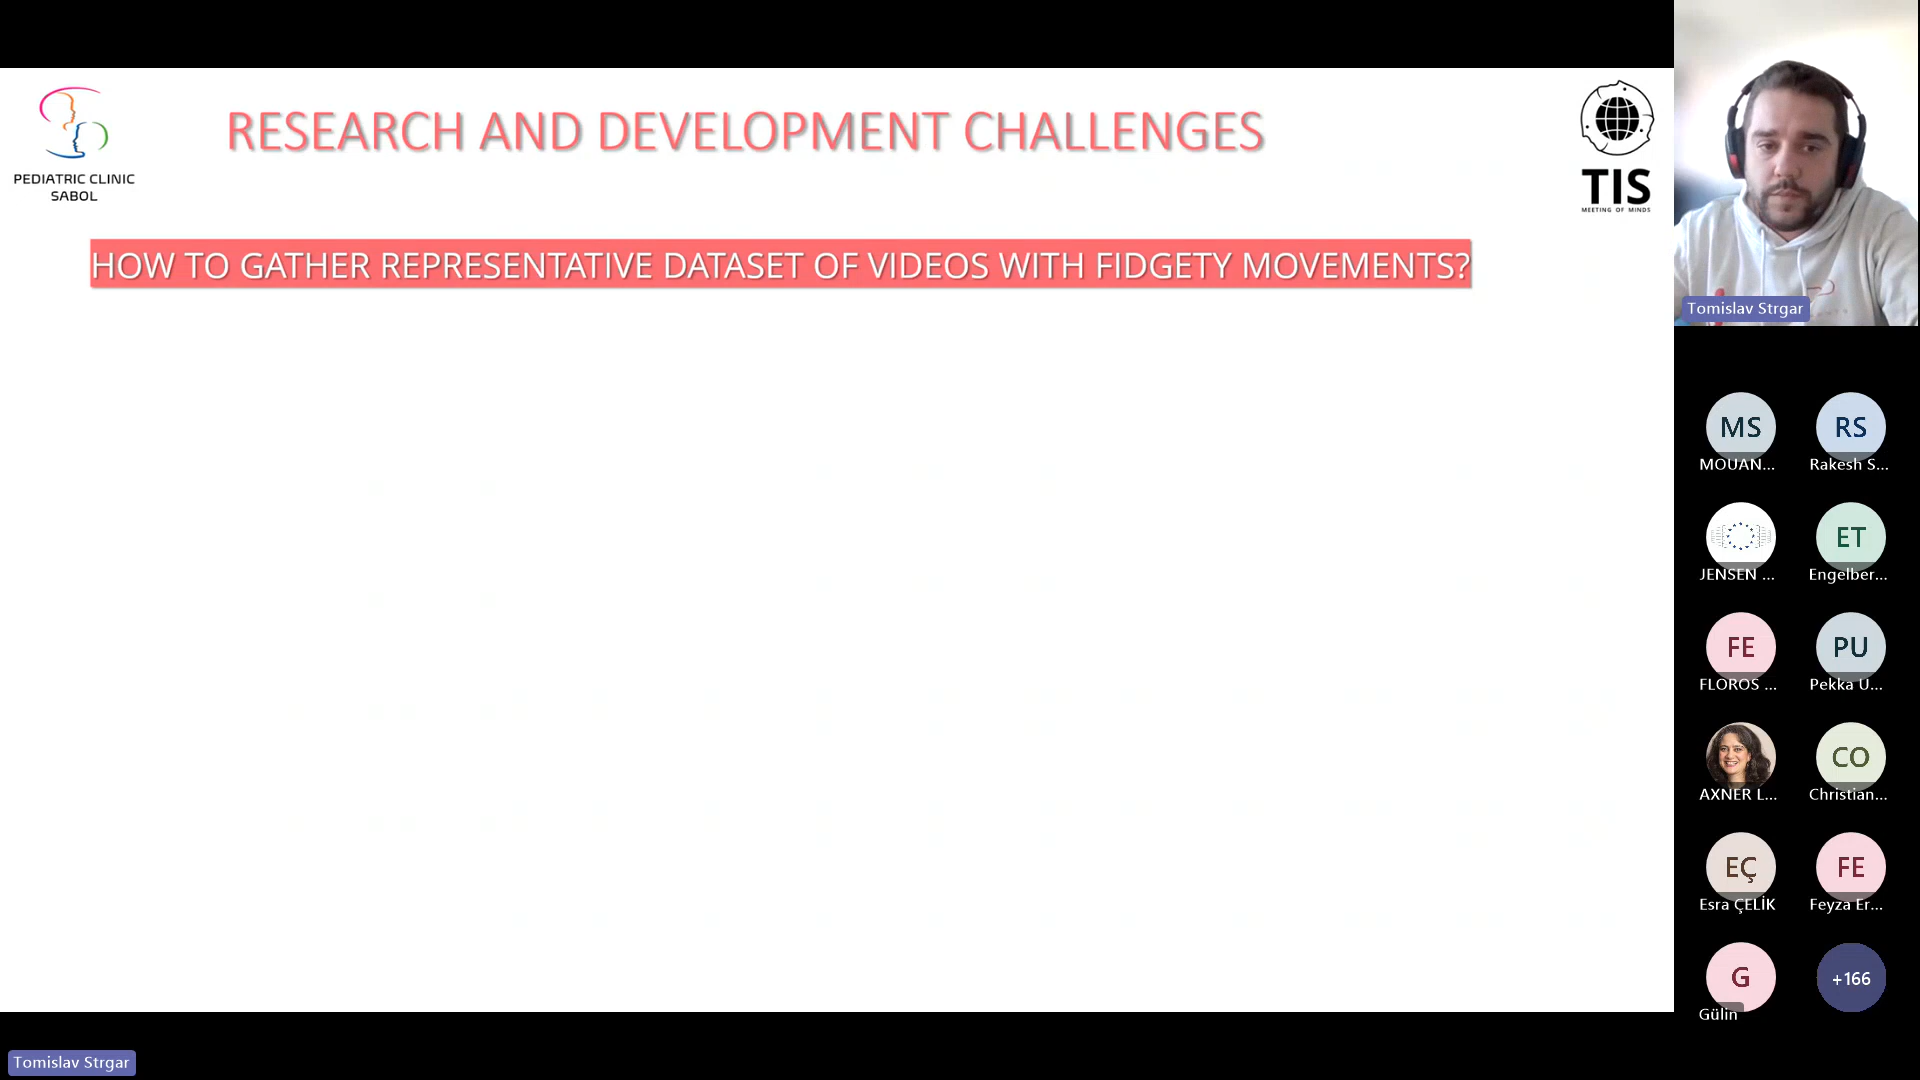 PEDIATRIC CLINIC
SABOL
RESEARCH AND DEVELOPMENT CHALLENGES
TIS
MEETING OF MINDS
HOW TO GATHER REPRESENTATIVE DATASET OF VIDEOS WITH FIDGETY MOVEMENTS?
Tomislav Strgar
MS
MOUAN...
RS
Rakesh S...
JENSEN ...
ET
Engelber...
FE
FLOROS ...
PU
Pekka U...
AXNER L...
CO
Christian...
EÇ
Esra ÇELİK
FE
Feyza Er...
G
Gülin
+166
Tomislav Strgar